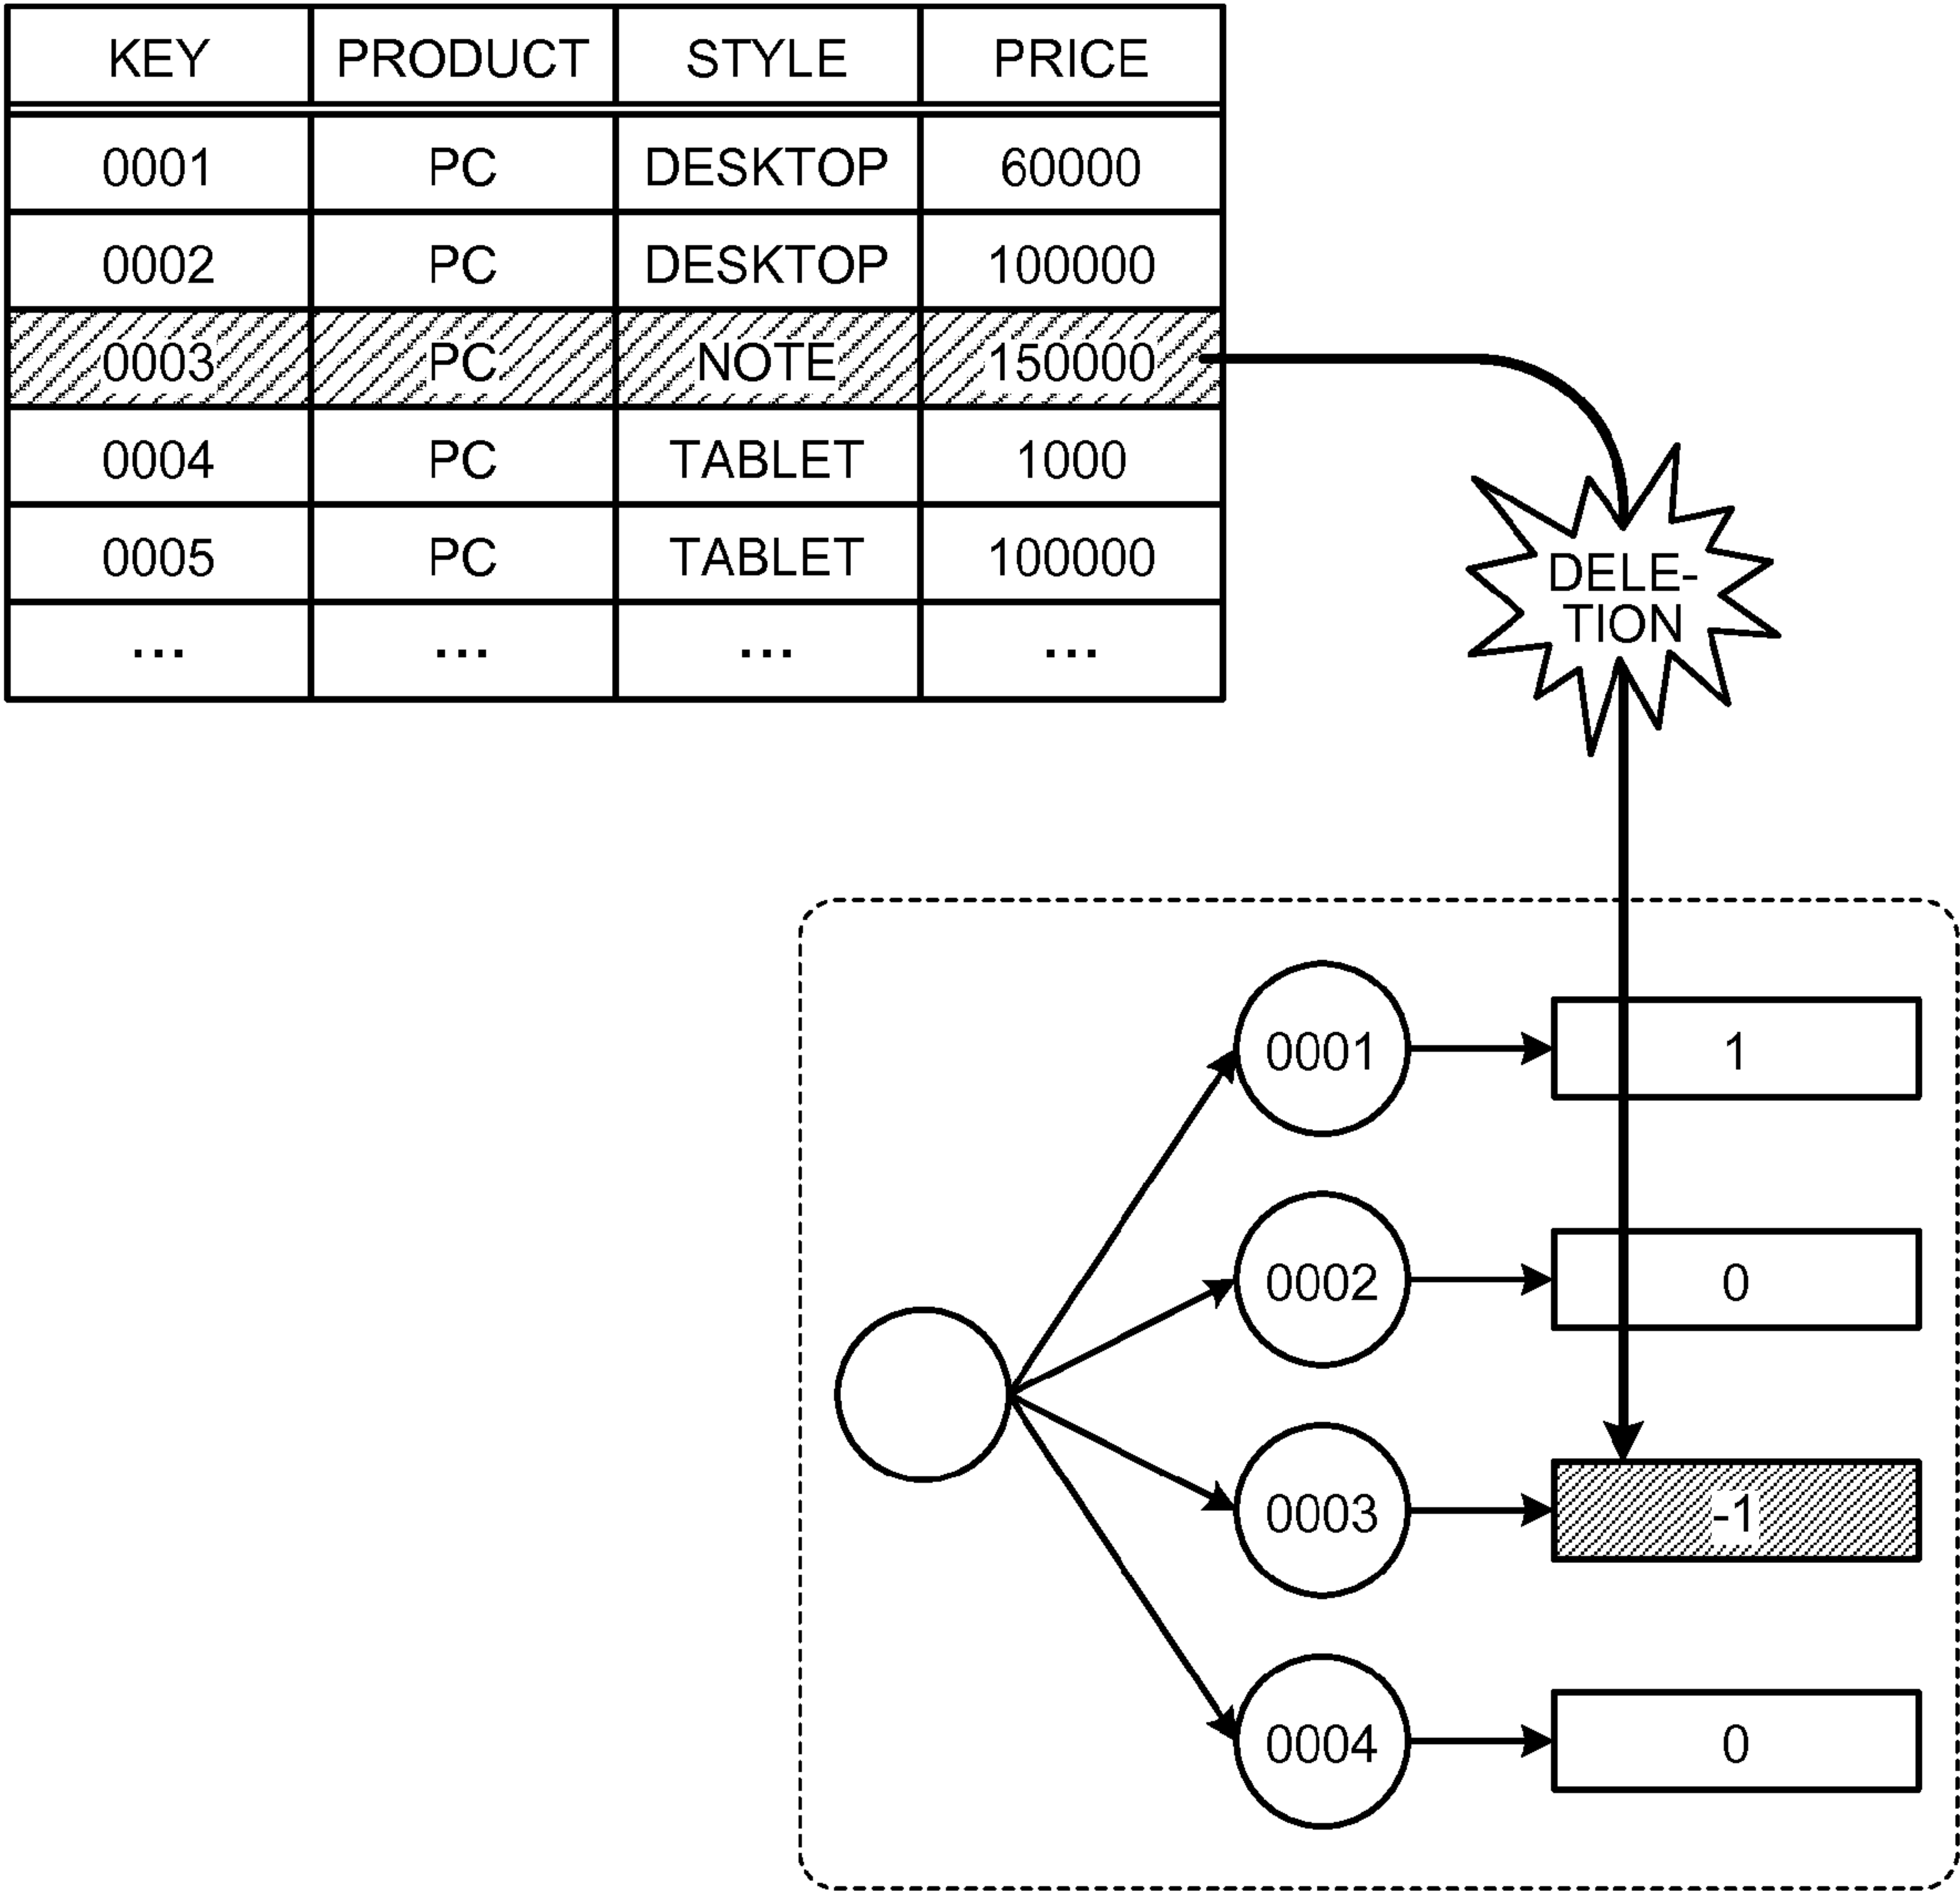 KEY PRODUCT STYLE PRICE
0001 PC DESKTOP 60000
0002 PC DESKTOP 100000
0003 PC NOTE 150000
0004 PC TABLET 1000
0005 PC TABLET 100000
... ... ... ...
DELE-
TION
0001 1
0002 0
0003 -1
0004 0